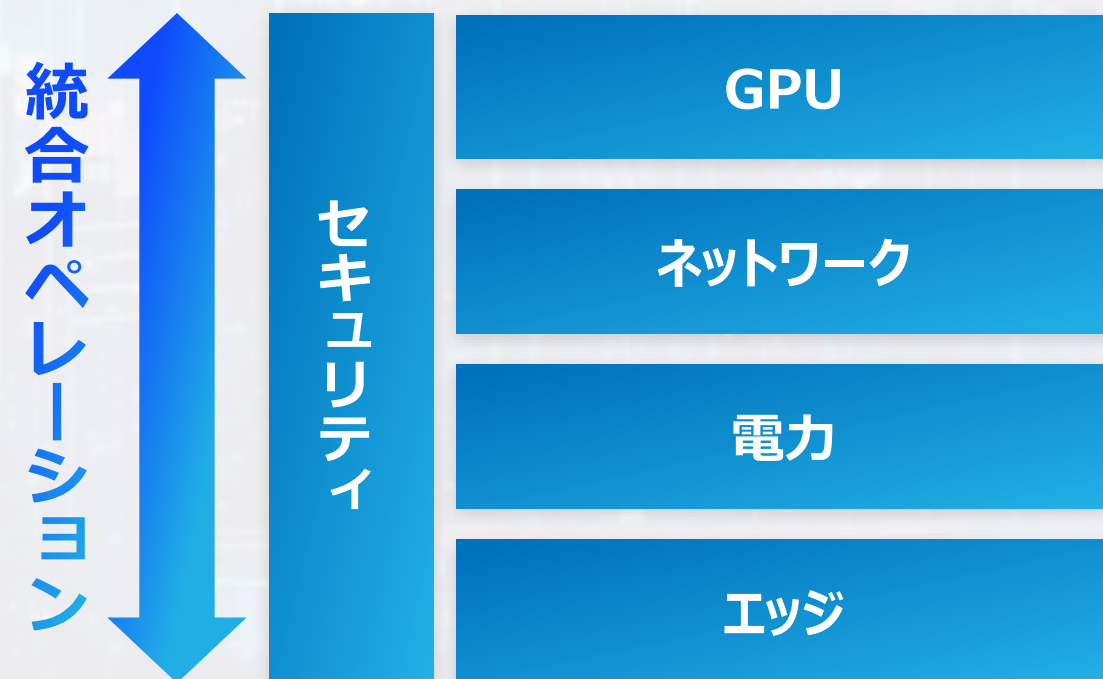 統合オペレーション
セキュリティ
GPU
ネットワーク
電力
エッジ